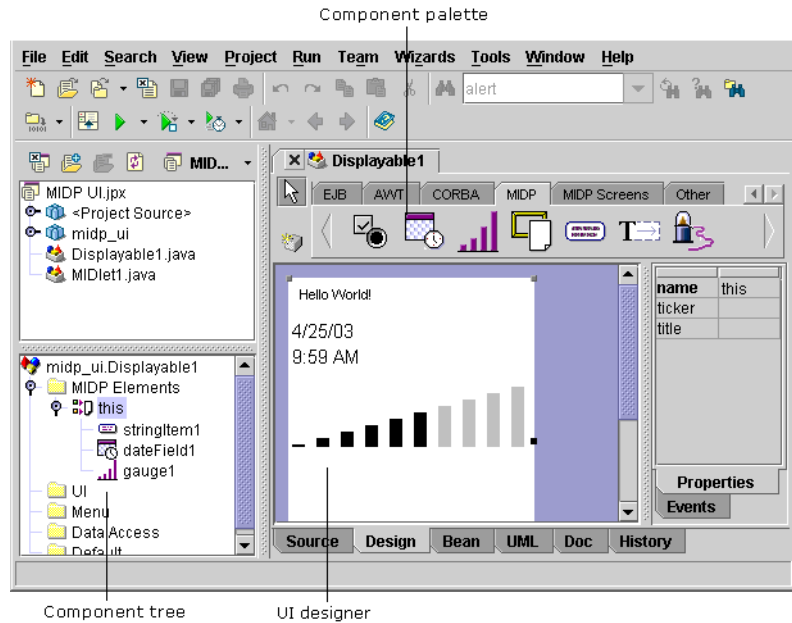 Component palette
File Edit Search View Project Run Team Wizards Tools Window Help
alert
MID...
Displayable1
MIDP UI.jpx
<Project Source>
midp_ui
Displayable1.java
MIDlet1.java
EJB AWT CORBA MIDP MIDP Screens Other
Hello World!
4/25/03
9:59 AM
name this
ticker
title
midp_ui.Displayable1
MIDP Elements
this
stringItem1
dateField1
gauge1
UI
Menu
Data Access
Default
Properties
Events
Source Design Bean UML Doc History
Component tree
UI designer